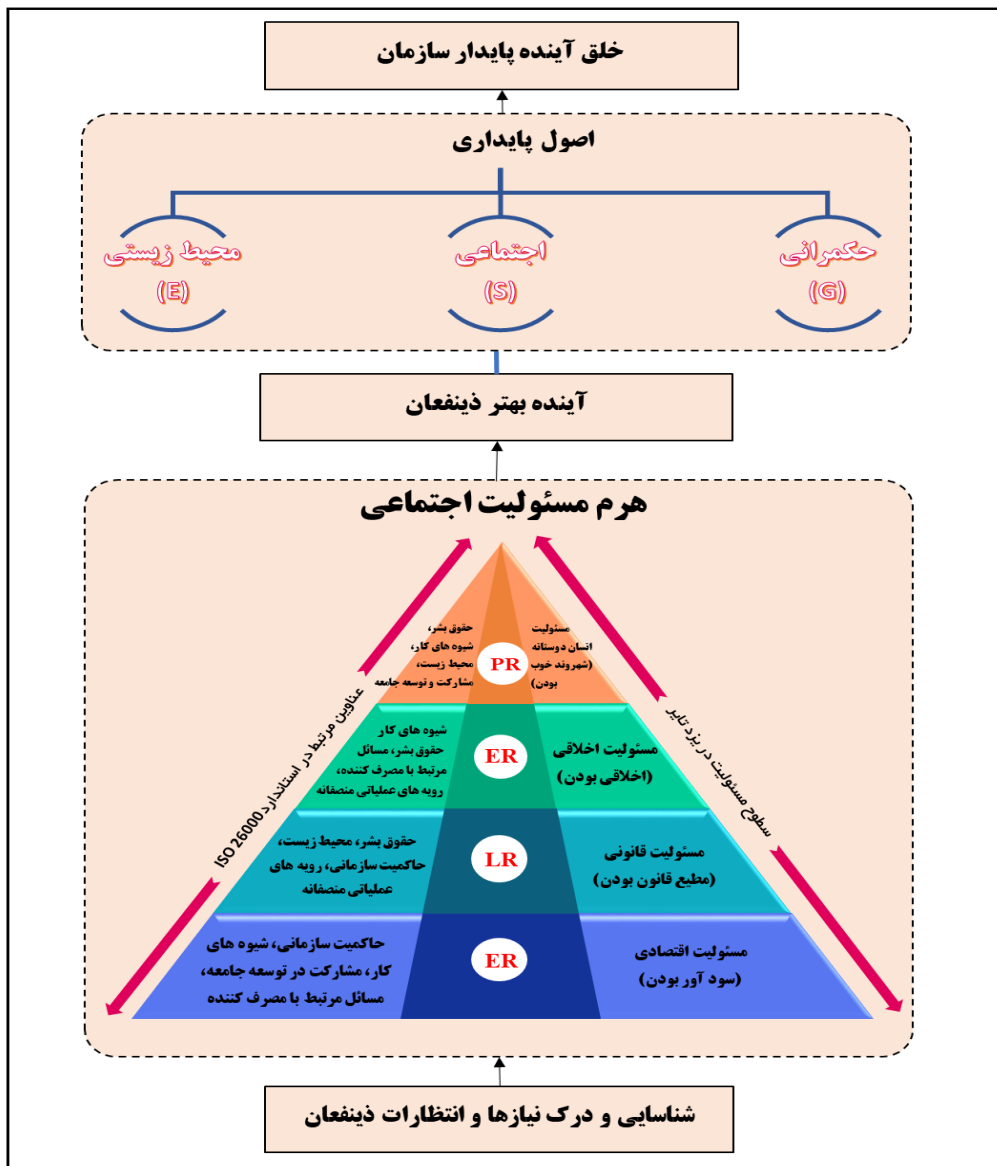 خلق آینده پایدار سازمان
اصول پایداری
حکمرانی
(G)
اجتماعی
(S)
محیط زیستی
(E)
آینده بهتر ذینفعان
هرم مسئولیت اجتماعی
سطوح مسئولیت در یزد تایر
عناوین مرتبط در استاندارد ISO 26000
مسئولیت
انسان دوستانه
(شهروند خوب
بودن)
PR
حقوق بشر،
شیوه های کار،
محیط زیست،
مشارکت و توسعه جامعه
مسئولیت اخلاقی
(اخلاقی بودن)
ER
شیوه های کار
حقوق بشر، مسائل
مرتبط با مصرف کننده،
رویه های عملیاتی منصفانه
مسئولیت قانونی
(مطیع قانون بودن)
LR
حقوق بشر، محیط زیست،
حاکمیت سازمانی، رویه های
عملیاتی منصفانه
مسئولیت اقتصادی
(سود آور بودن)
ER
حاکمیت سازمانی، شیوه های
کار، مشارکت در توسعه جامعه،
مسائل مرتبط با مصرف کننده
شناسایی و درک نیازها و انتظارات ذینفعان